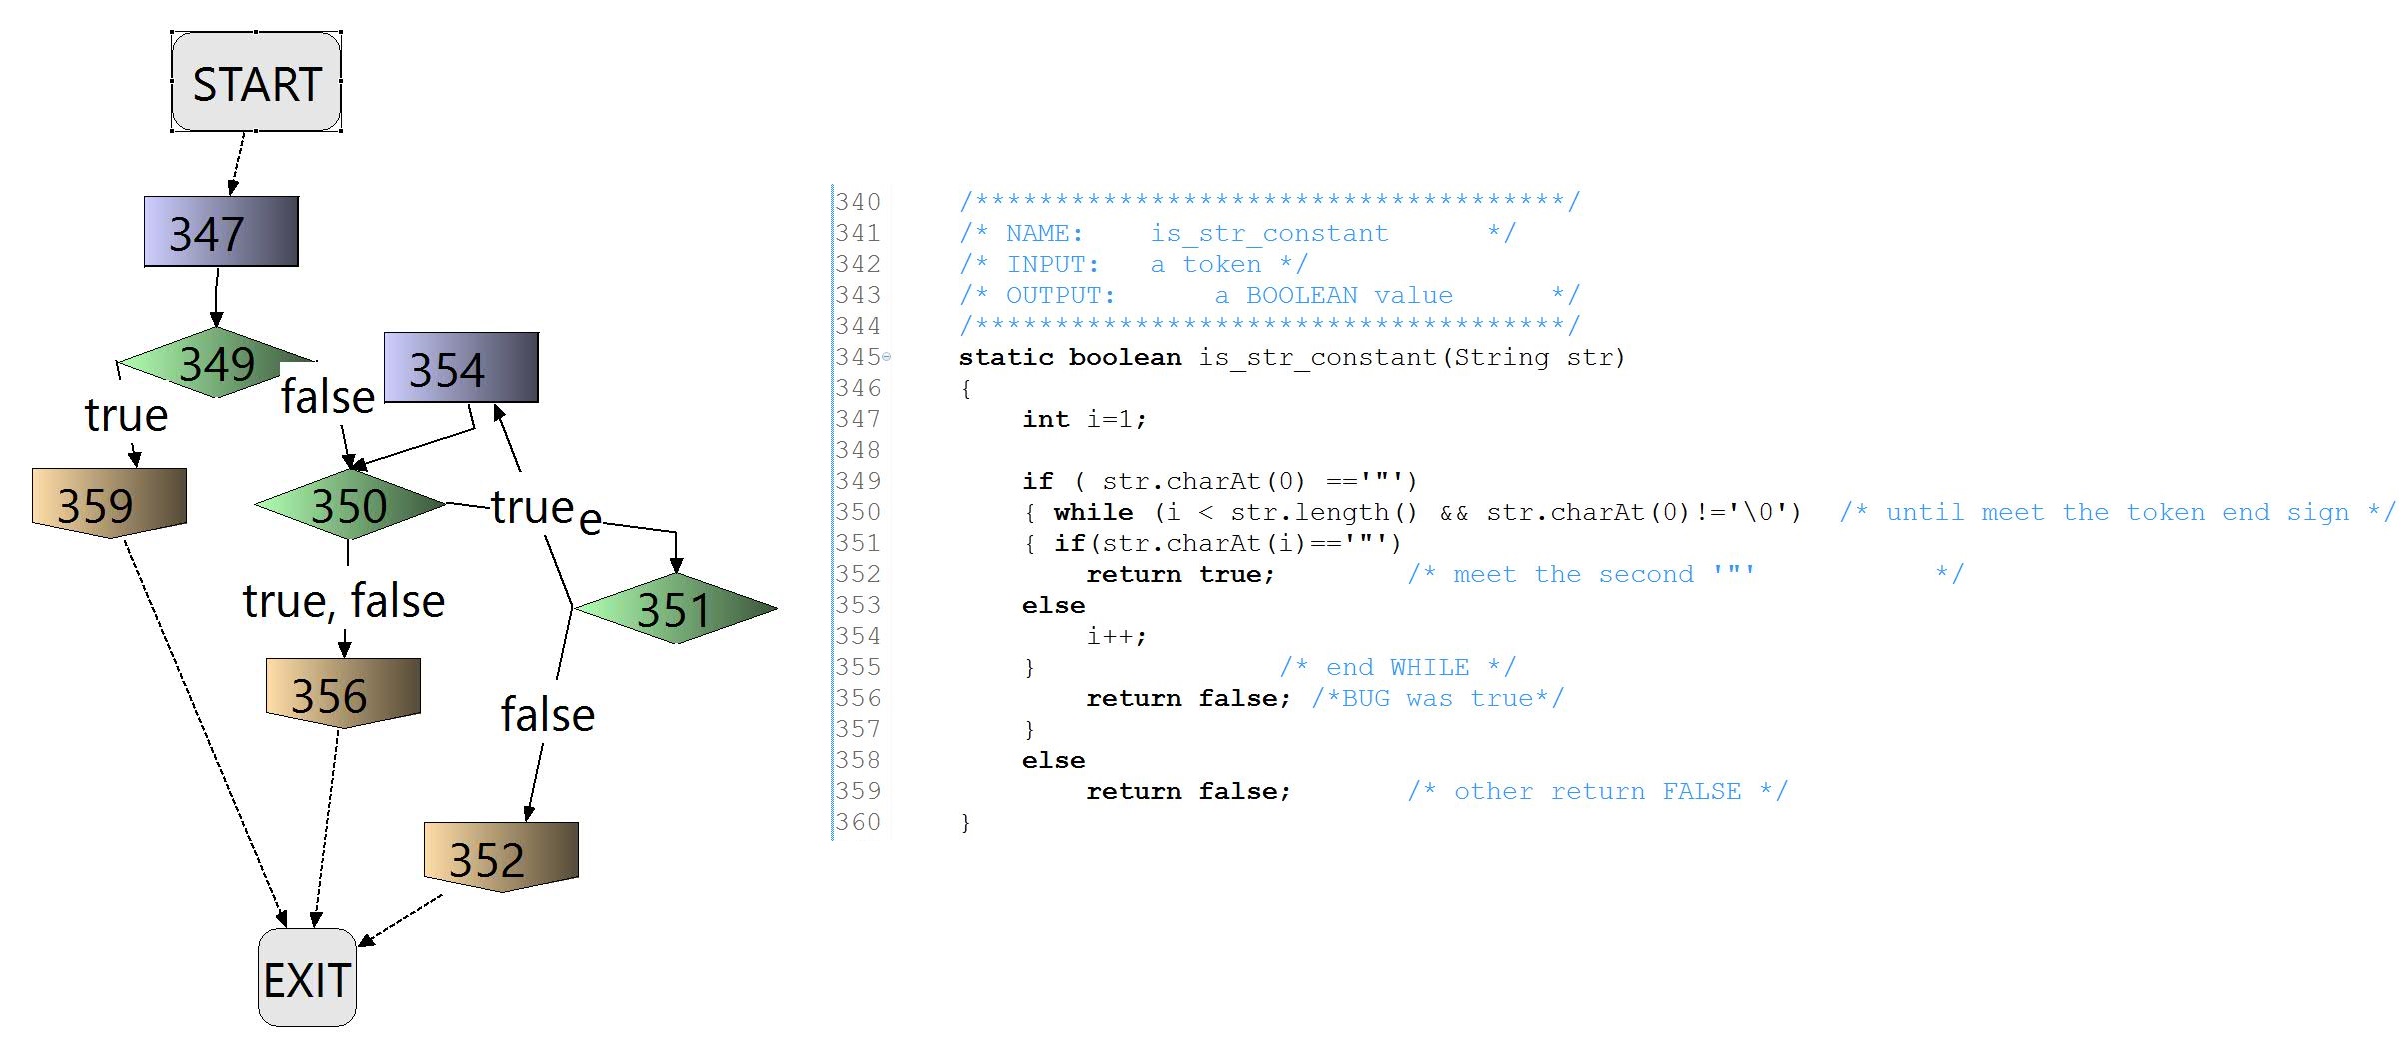 START
347
349
354
true
false
359
350
true
e
true, false
351
356
false
352
EXIT
340 /*************************************/
341 /* NAME: is_str_constant */
342 /* INPUT: a token */
343 /* OUTPUT: a BOOLEAN value */
344 /*************************************/
345 static boolean is_str_constant(String str)
346 {
347 int i=1;
348
349 if ( str.charAt(0) =='"')
350 { while (i < str.length() && str.charAt(0)!='\0') /* until meet the token end sign */
351 { if(str.charAt(i)=='"')
352 return true; /* meet the second '"' */
353 else
354 i++;
355 } /* end WHILE */
356 return false; /*BUG was true*/
357 }
358 else
359 return false; /* other return FALSE */
360 }